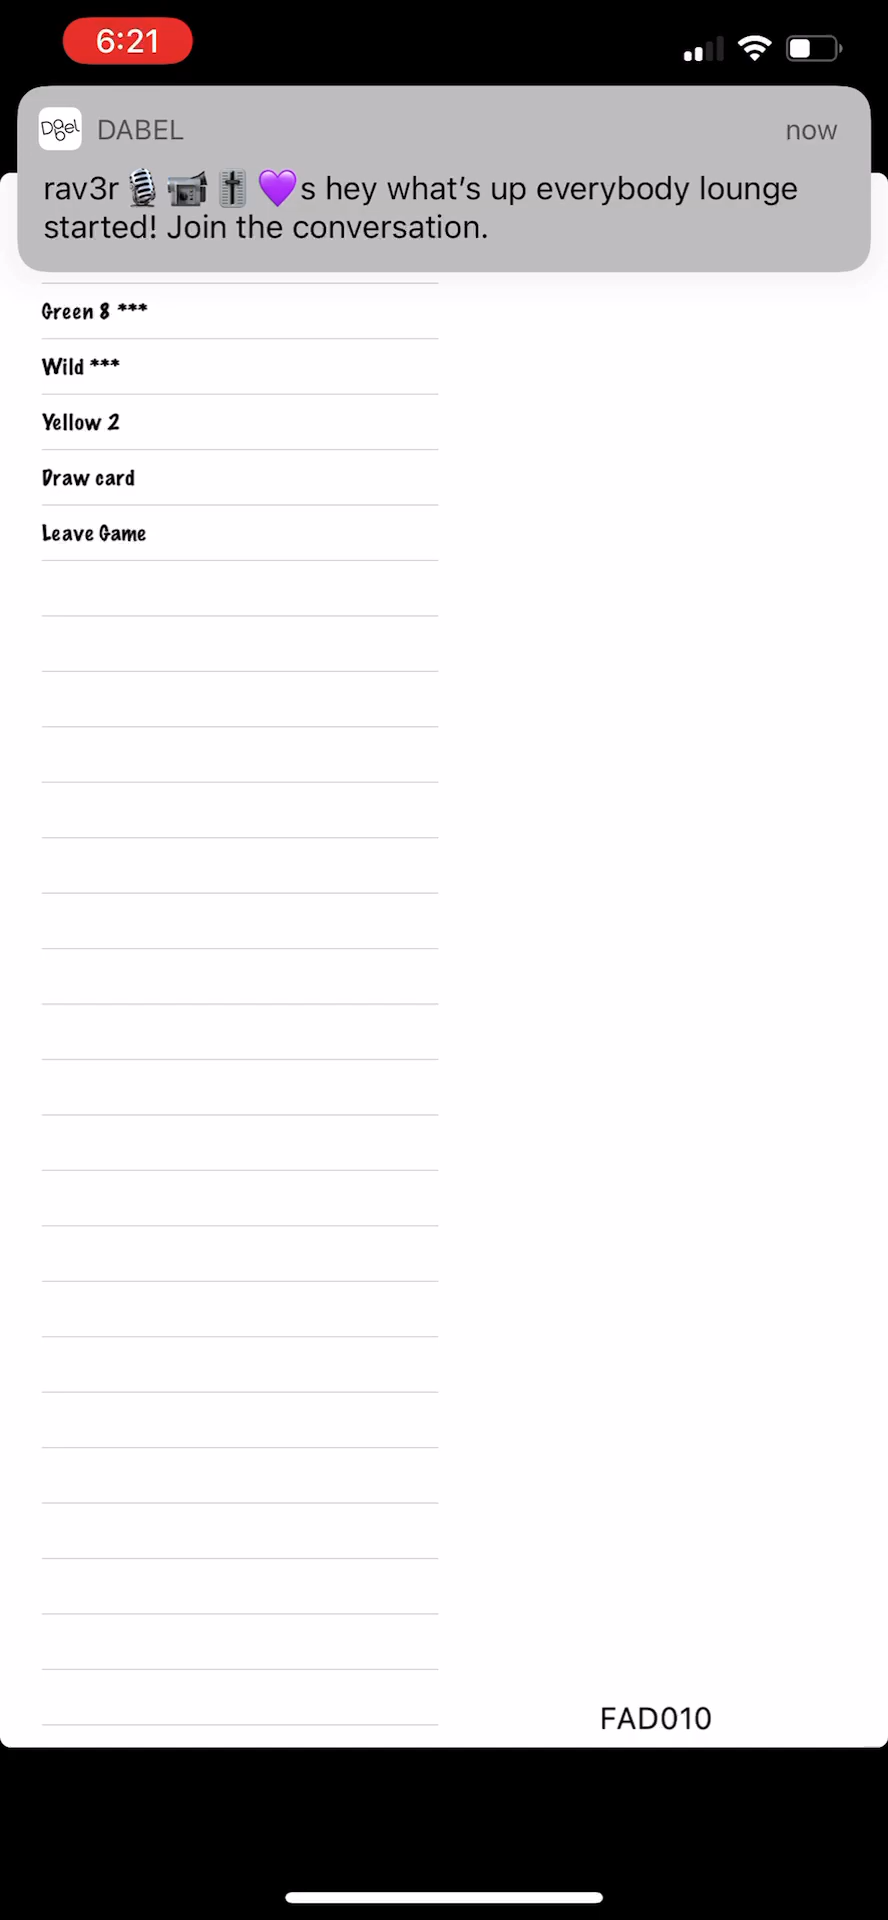 6:21
Dabel
DABEL
now
rav3r 🎙️📹🎚️💜s hey what's up everybody lounge
started! Join the conversation.
Green 8 ***
Wild ***
Yellow 2
Draw card
Leave Game
FAD010